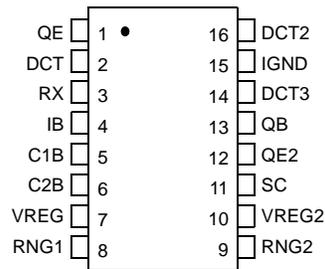 QE 1 16 DCT2
DCT 2 15 IGND
RX 3 14 DCT3
IB 4 13 QB
C1B 5 12 QE2
C2B 6 11 SC
VREG 7 10 VREG2
RNG1 8 9 RNG2